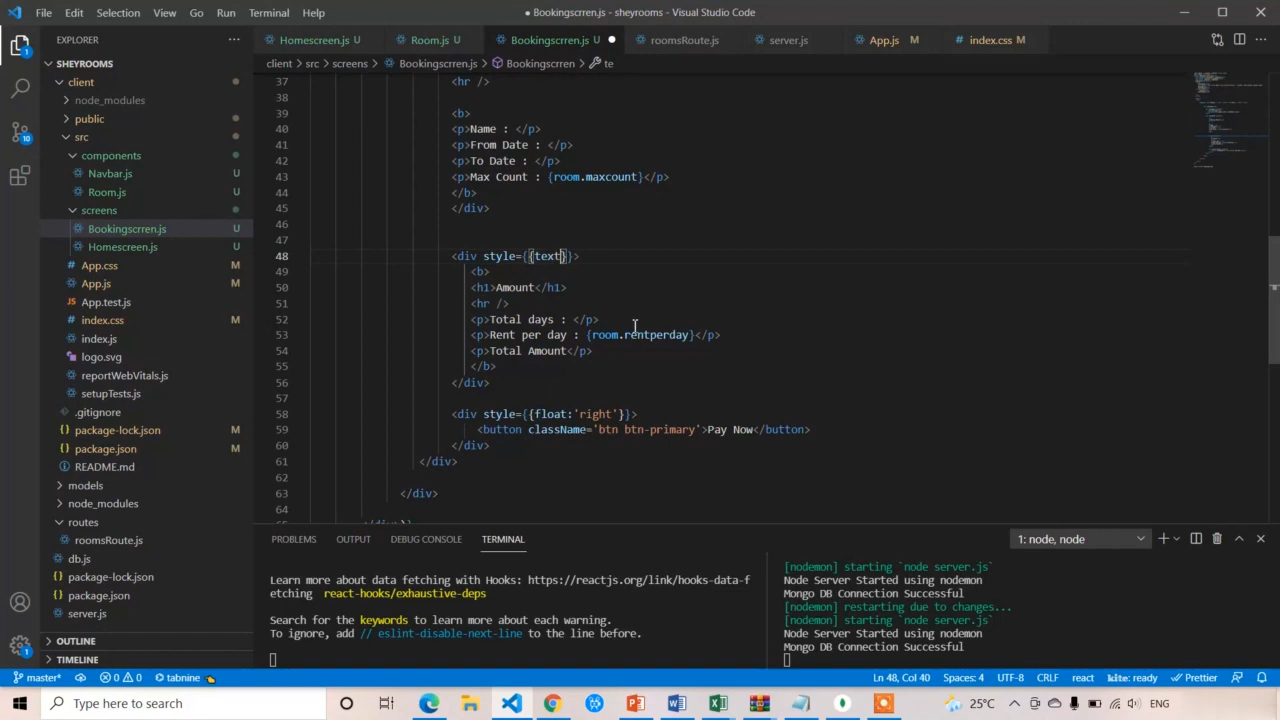 File Edit Selection View Go Run Terminal Help
● Bookingscrren.js - sheyrooms - Visual Studio Code
EXPLORER
Homescreen.js U
Room.js U
Bookingscrren.js U
roomsRoute.js
server.js
App.js M
index.css M
client > src > screens > Bookingscrren.js > Bookingscrren > te
SHEYROOMS
client
node_modules
public
src
components
Navbar.js U
Room.js U
screens
Bookingscrren.js U
Homescreen.js U
App.css M
App.js M
App.test.js
index.css M
index.js
logo.svg
reportWebVitals.js
setupTests.js
.gitignore
package-lock.json M
package.json M
README.md
models
node_modules
routes
roomsRoute.js
db.js
package-lock.json
package.json
server.js
OUTLINE
TIMELINE
1
10
1
37 <hr />
38
39 <b>
40 <p>Name : </p>
41 <p>From Date : </p>
42 <p>To Date : </p>
43 <p>Max Count : {room.maxcount}</p>
44 </b>
45 </div>
46
47
48 <div style={{text}}>
49 <b>
50 <h1>Amount</h1>
51 <hr />
52 <p>Total days : </p>
53 <p>Rent per day : {room.rentperday}</p>
54 <p>Total Amount</p>
55 </b>
56 </div>
57
58 <div style={{float:'right'}}>
59 <button className='btn btn-primary'>Pay Now</button>
60 </div>
61 </div>
62
63 </div>
64
PROBLEMS OUTPUT DEBUG CONSOLE TERMINAL
1: node, node
Learn more about data fetching with Hooks: https://reactjs.org/link/hooks-data-f
etching react-hooks/exhaustive-deps
Search for the keywords to learn more about each warning.
To ignore, add // eslint-disable-next-line to the line before.
[nodemon] starting `node server.js`
Node Server Started using nodemon
Mongo DB Connection Successful
[nodemon] restarting due to changes...
[nodemon] starting `node server.js`
Node Server Started using nodemon
Mongo DB Connection Successful
master* 0 0 tabnine
Ln 48, Col 40 Spaces: 4 UTF-8 CRLF react kite: ready Prettier
Type here to search
25°C
ENG